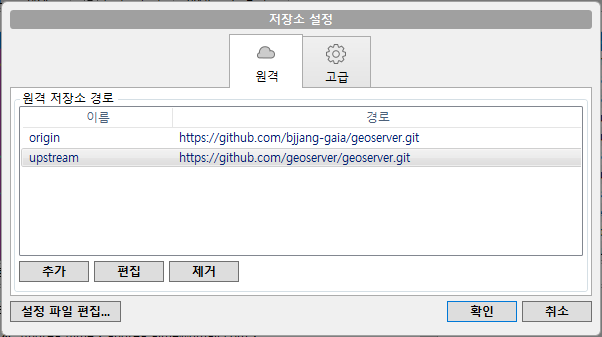 저장소 설정
원격
고급
원격 저장소 경로
이름 경로
origin https://github.com/bjjang-gaia/geoserver.git
upstream https://github.com/geoserver/geoserver.git
추가 편집 제거
설정 파일 편집... 확인 취소